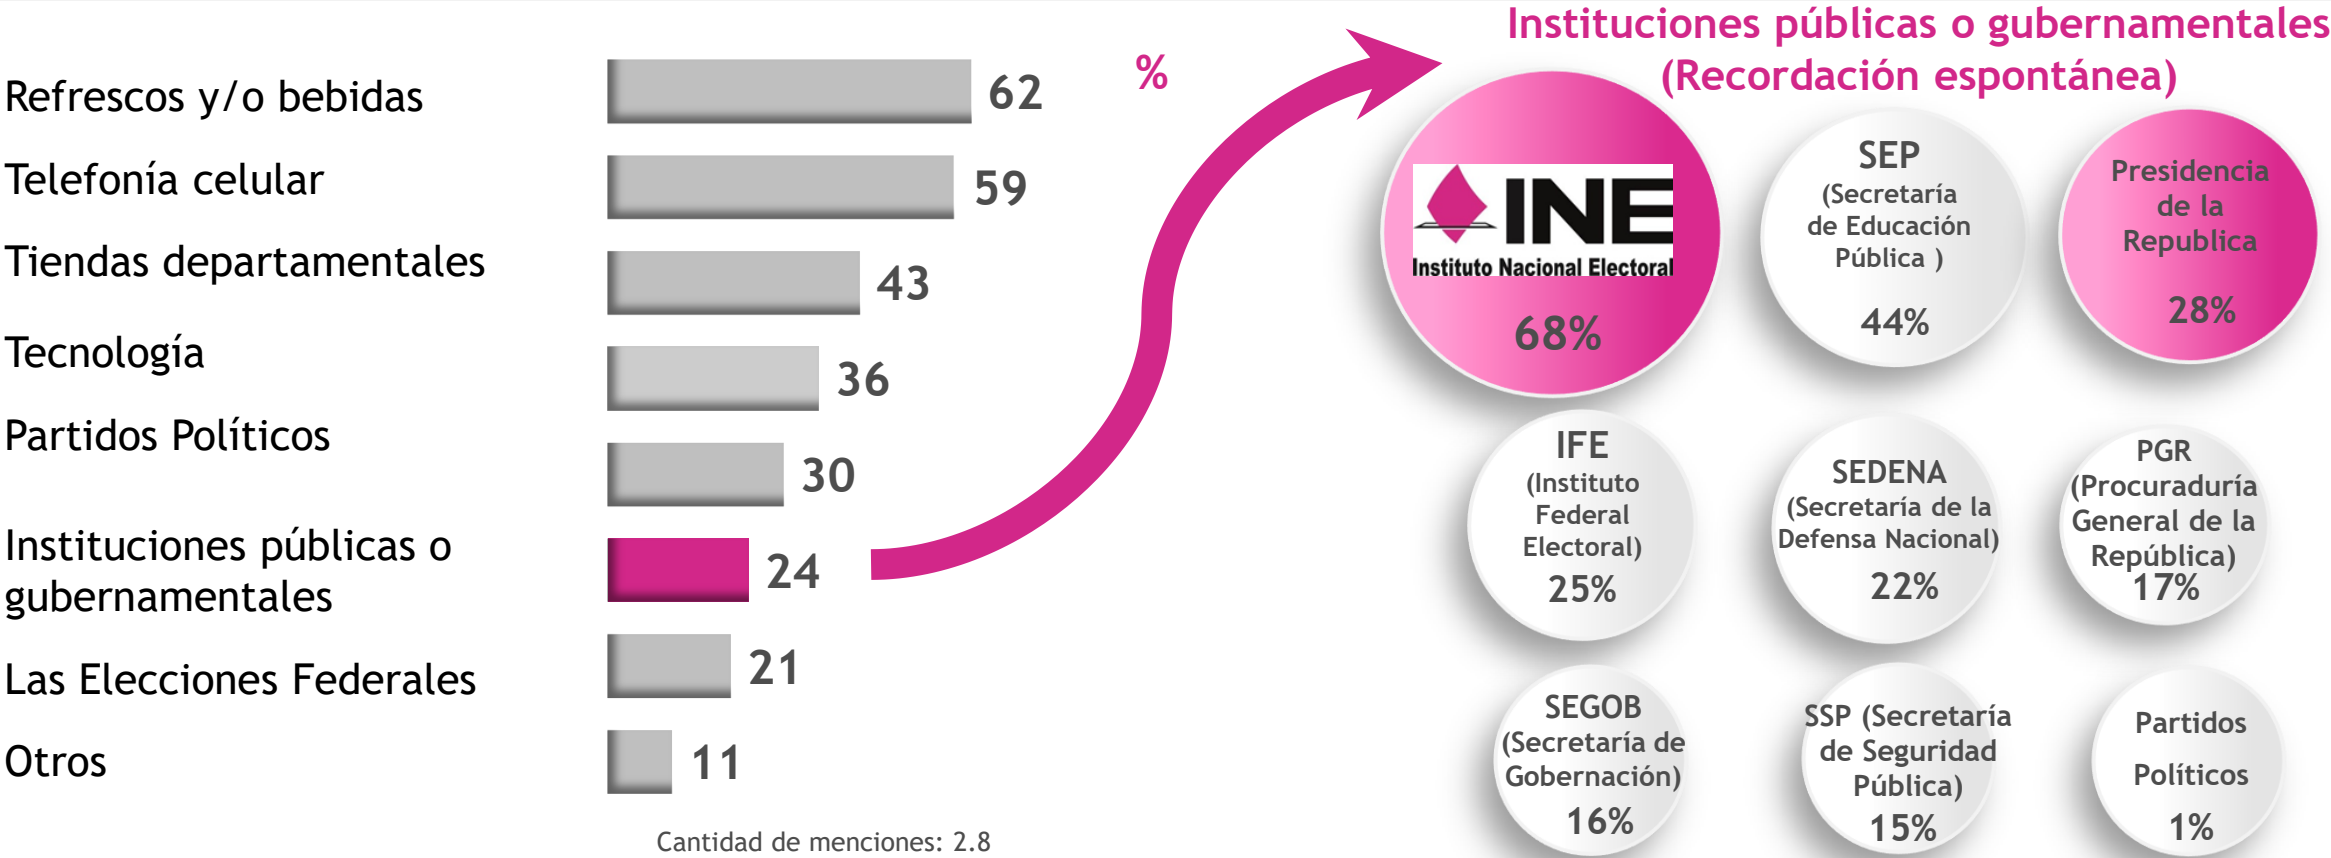 Refrescos y/o bebidas
62
Telefonía celular
59
Tiendas departamentales
43
Tecnología
36
Partidos Políticos
30
Instituciones públicas o
gubernamentales
24
Las Elecciones Federales
21
Otros
11
Cantidad de menciones: 2.8
%
Instituciones públicas o gubernamentales
(Recordación espontánea)
INE
Instituto Nacional Electoral
68%
SEP
(Secretaría
de Educación
Pública )
44%
Presidencia
de la
Republica
28%
IFE
(Instituto
Federal
Electoral)
25%
SEDENA
(Secretaría de la
Defensa Nacional)
22%
PGR
(Procuraduría
General de la
República)
17%
SEGOB
(Secretaría de
Gobernación)
16%
SSP (Secretaría
de Seguridad
Pública)
15%
Partidos
Políticos
1%